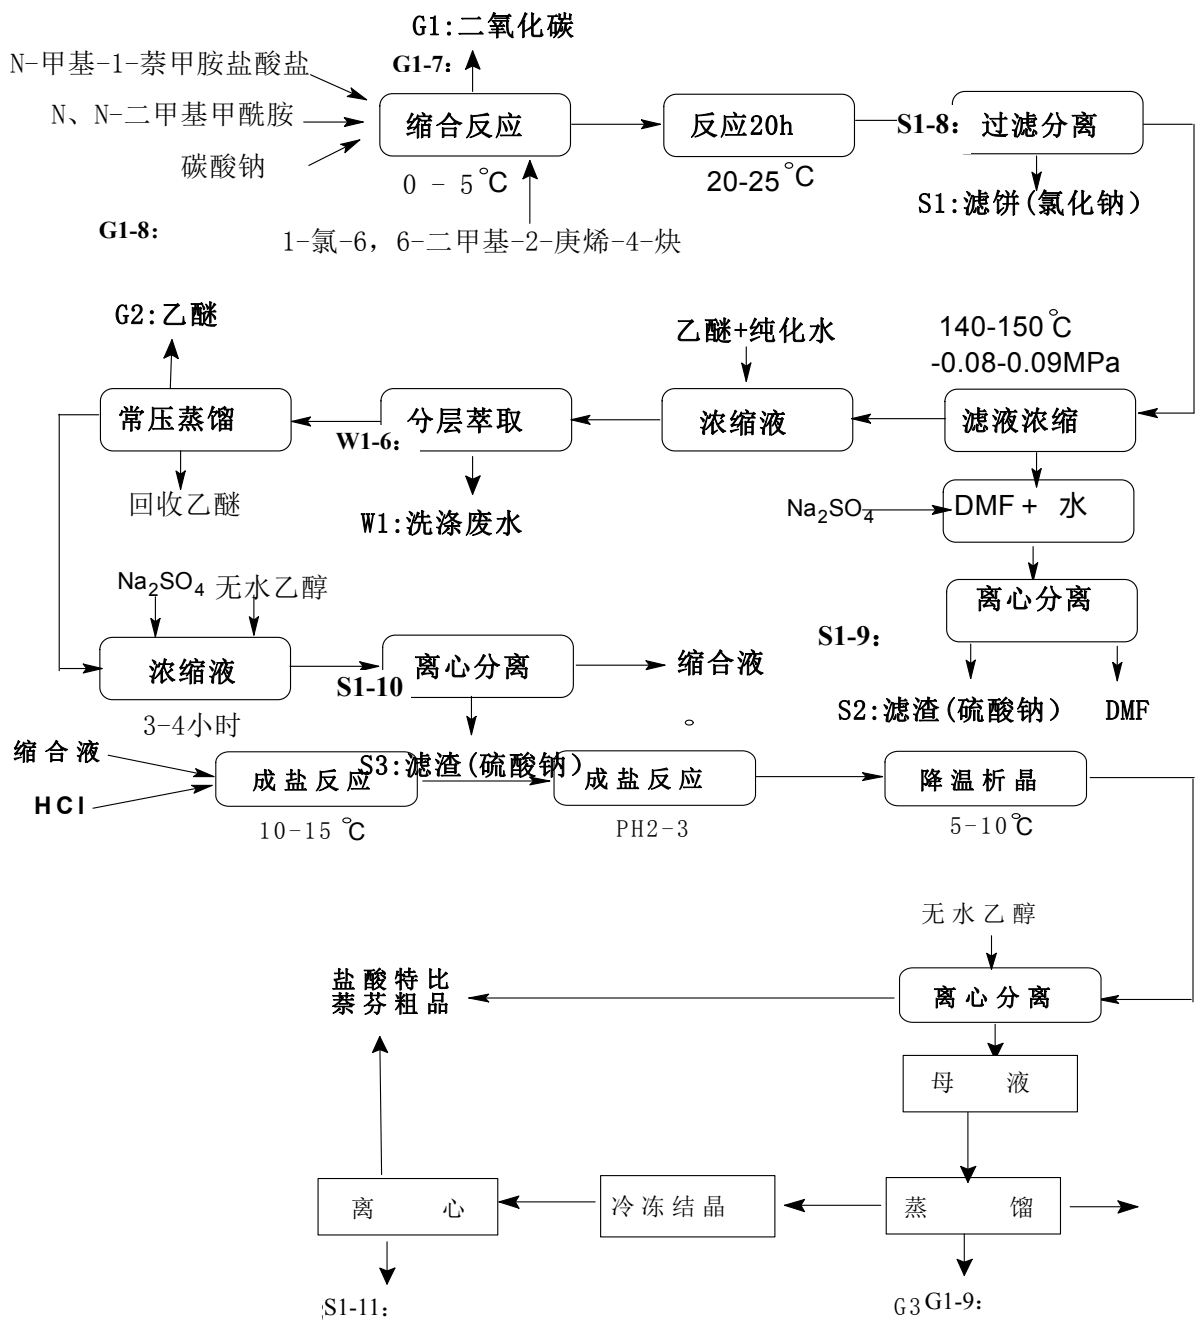 G1:二氧化碳
G1-7:
N-甲基-1-萘甲胺盐酸盐
N、N-二甲基甲酰胺
碳酸钠
缩合反应
0 - 5℃
反应20h
20-25℃
S1-8:
过滤分离
S1:滤饼(氯化钠)
G1-8:
1-氯-6，6-二甲基-2-庚烯-4-炔
G2:乙醚
乙醚+纯化水
140-150℃
-0.08-0.09MPa
常压蒸馏
W1-6:
分层萃取
浓缩液
滤液浓缩
回收乙醚
W1:洗涤废水
Na₂SO₄
DMF + 水
离心分离
S1-9:
S2:滤渣(硫酸钠)
DMF
Na₂SO₄
无水乙醇
浓缩液
3-4小时
离心分离
S1-10
缩合液
S3:滤渣(硫酸钠)
缩合液
HCl
成盐反应
10-15℃
成盐反应
PH2-3
降温析晶
5-10℃
无水乙醇
盐酸特比
萘芬粗品
离心分离
母 液
离 心
冷冻结晶
蒸 馏
S1-11:
G3
G1-9: